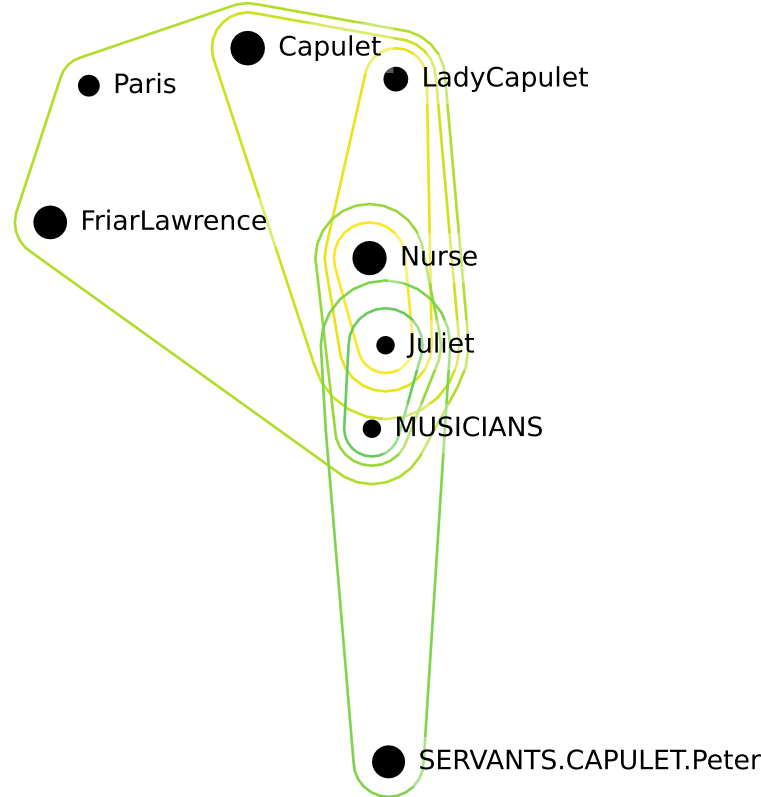 Capulet
LadyCapulet
Paris
FriarLawrence
Nurse
Juliet
MUSICIANS
SERVANTS.CAPULET.Peter